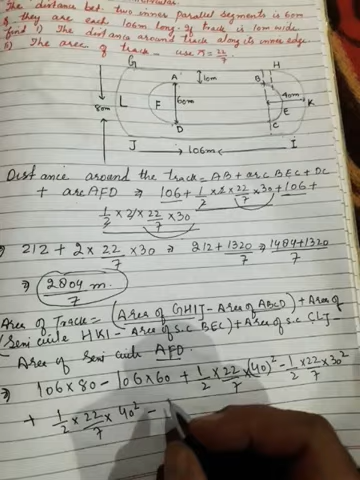 The distance bet. two inner parallel segments is 60m
& they are each 106m long. If track is 10m wide
find 1) The distance around track along its inner edge
ii) The area of track - use π = 22/7
G H
10m
A B
80m L F 60m 40m K
E
D C
J I
106m
Distance around the Track = AB + arc BEC + DC
+ arc AFD ⇒ 106 + 1/2 × 2 × 22/7 × 30 + 106 +
1/2 × 2 × 22/7 × 30
⇒ 212 + 2 × 22/7 × 30 ⇒ 212 + 1320/7 ⇒ 1484+1320/7
⇒ 2804/7 m.
Area of Track = (Area of GHIJ - Area of ABCD) + Area of
(Semi circle HKI - Area of S.C BEC) + Area of S.C GLJ -
Area of Semi circle AFD.
⇒ 106 × 80 - 106 × 60 + 1/2 × 22/7 × (40)² - 1/2 × 22/7 × 30²
+ 1/2 × 22/7 × 40² -